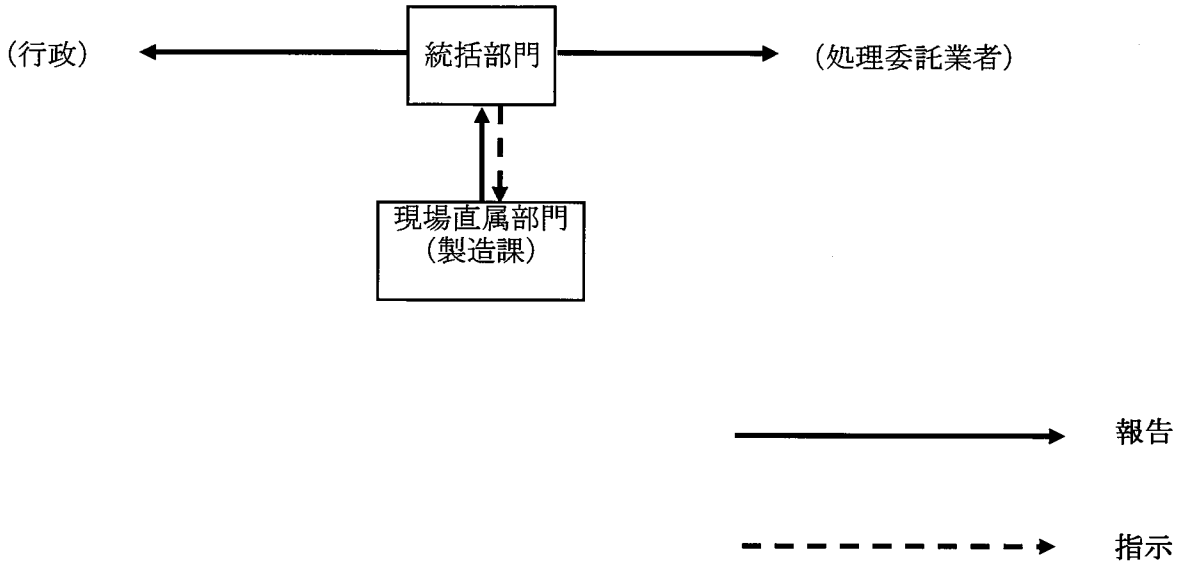 （行政）
統括部門
（処理委託業者）
現場直属部門
（製造課）
報告
指示